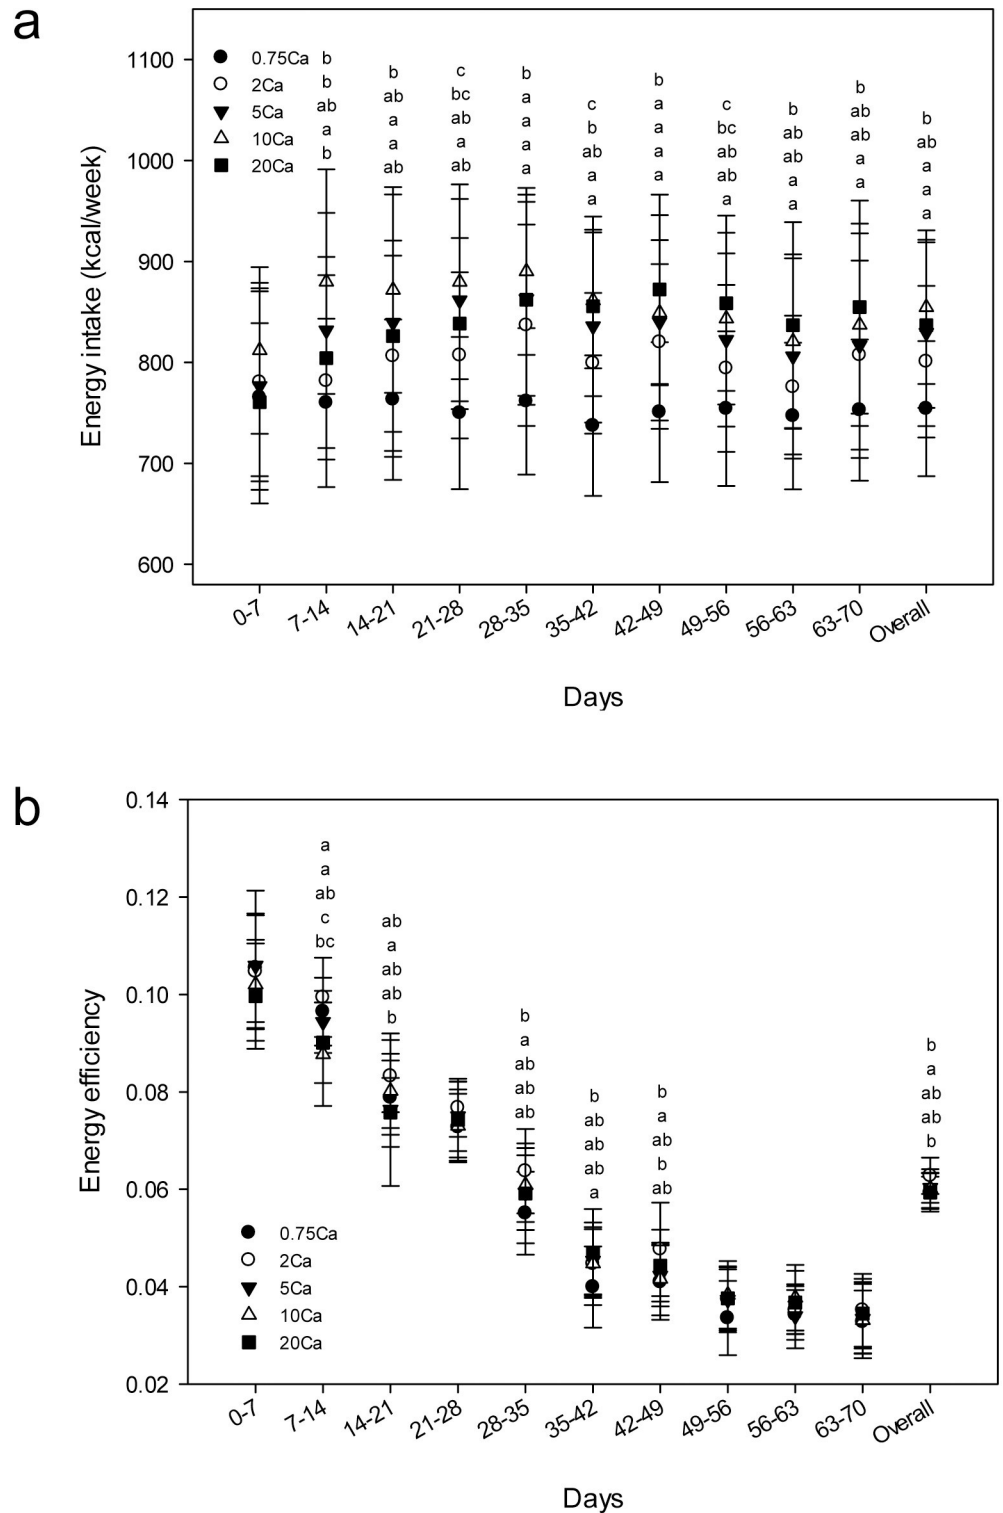 a
Energy intake (kcal/week)
1100
1000
900
800
700
600
0.75Ca
2Ca
5Ca
10Ca
20Ca
b
b
ab
a
b
b
ab
a
a
ab
c
bc
ab
a
ab
b
a
a
a
a
c
b
ab
a
a
b
a
a
a
a
c
bc
ab
ab
a
b
ab
ab
a
a
b
ab
ab
a
a
b
ab
a
a
a
0-7
7-14
14-21
21-28
28-35
35-42
42-49
49-56
56-63
63-70
Overall
Days
b
Energy efficiency
0.14
0.12
0.10
0.08
0.06
0.04
0.02
a
a
ab
c
bc
ab
a
ab
ab
b
b
a
ab
ab
ab
b
ab
ab
ab
a
b
a
ab
b
ab
b
a
ab
ab
b
0.75Ca
2Ca
5Ca
10Ca
20Ca
0-7
7-14
14-21
21-28
28-35
35-42
42-49
49-56
56-63
63-70
Overall
Days